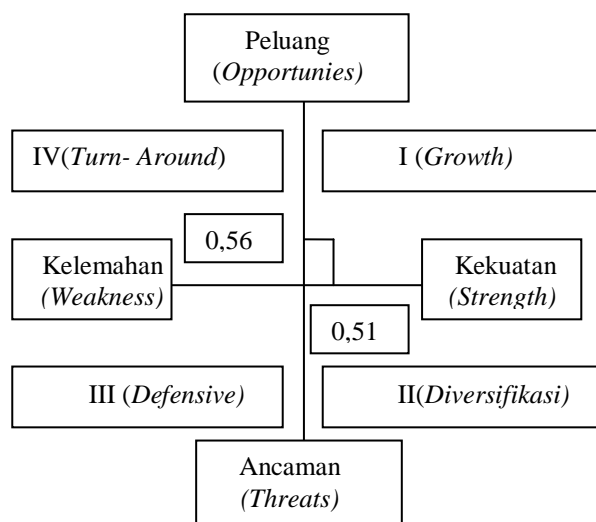 Peluang
(Opportunies)
IV(Turn- Around)
I (Growth)
0,56
Kelemahan
(Weakness)
Kekuatan
(Strength)
0,51
III (Defensive)
II(Diversifikasi)
Ancaman
(Threats)